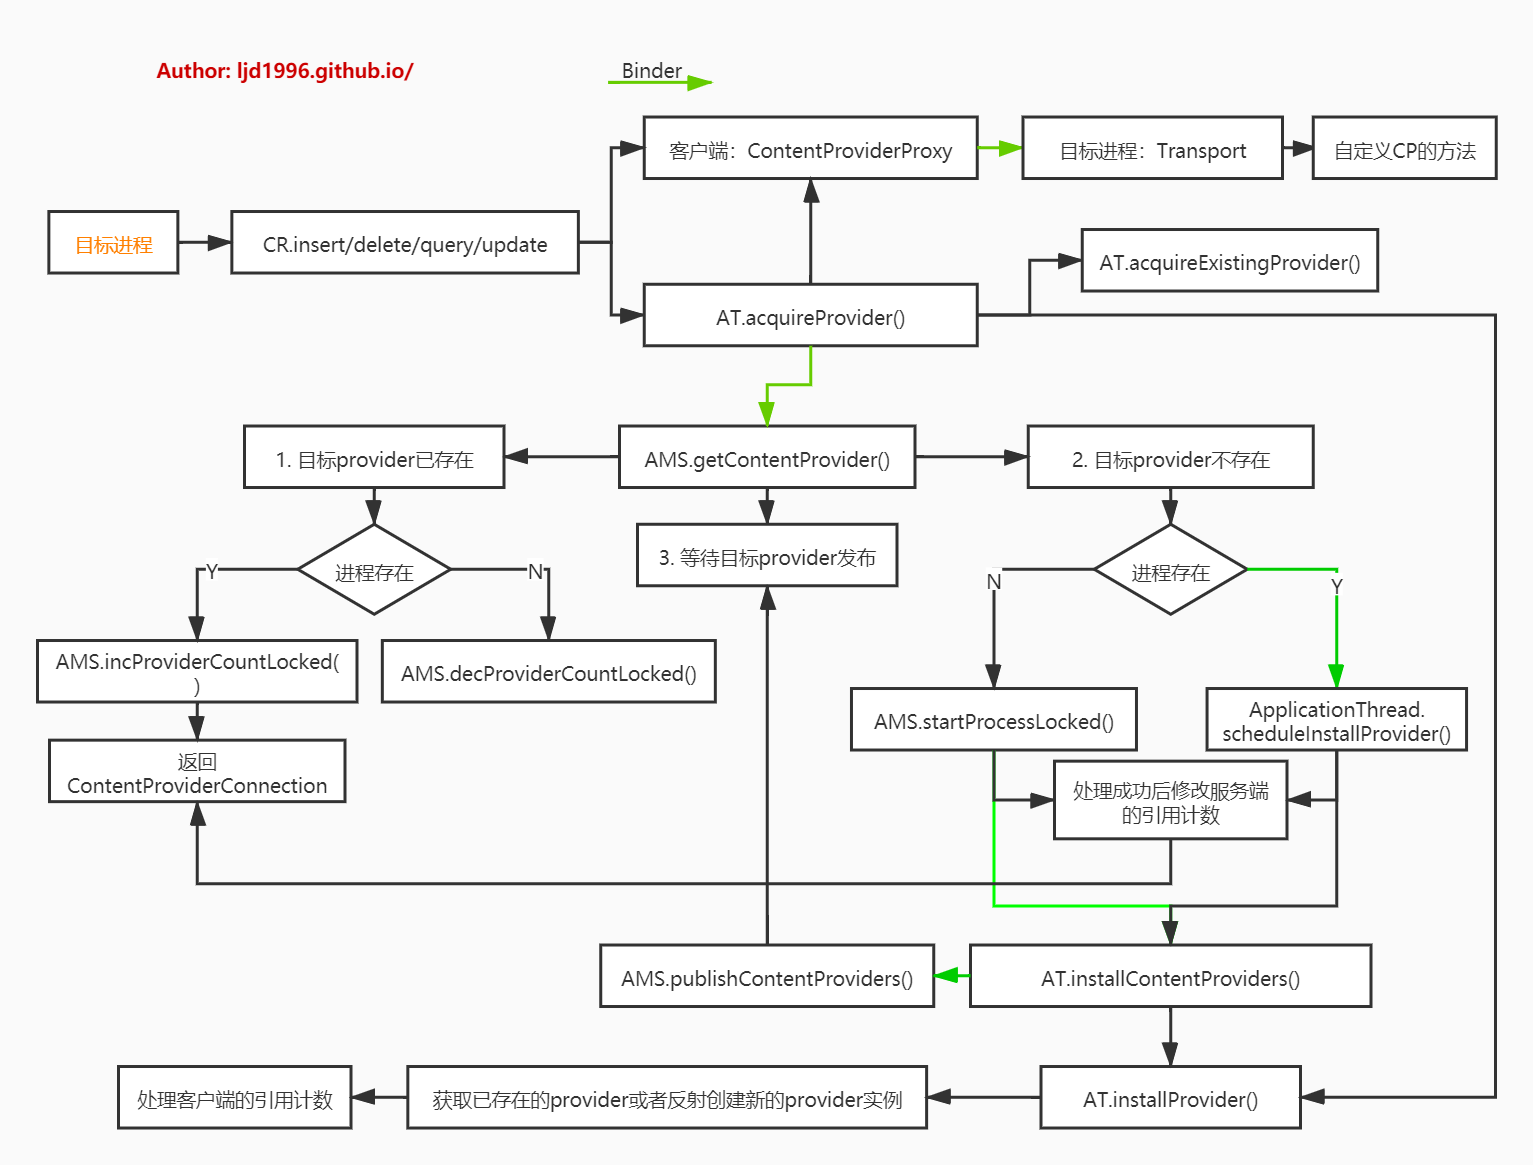 Author: ljd1996.github.io/
Binder
客户端：ContentProviderProxy
目标进程：Transport
自定义CP的方法
目标进程
CR.insert/delete/query/update
AT.acquireExistingProvider()
AT.acquireProvider()
1. 目标provider已存在
AMS.getContentProvider()
2. 目标provider不存在
3. 等待目标provider发布
进程存在
Y
N
进程存在
N
Y
AMS.incProviderCountLocked(
)
AMS.decProviderCountLocked()
AMS.startProcessLocked()
ApplicationThread.
scheduleInstallProvider()
返回
ContentProviderConnection
处理成功后修改服务端
的引用计数
AMS.publishContentProviders()
AT.installContentProviders()
处理客户端的引用计数
获取已存在的provider或者反射创建新的provider实例
AT.installProvider()